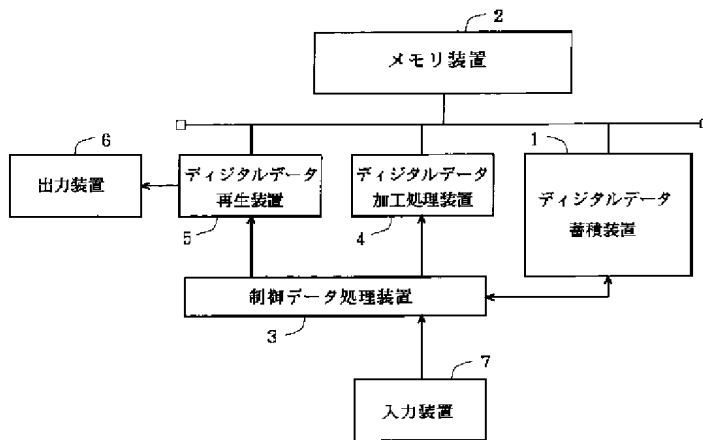 2
メモリ装置
6
出力装置
ディジタルデータ
再生装置
5
ディジタルデータ
加工処理装置
4
1
ディジタルデータ
蓄積装置
制御データ処理装置
3
7
入力装置